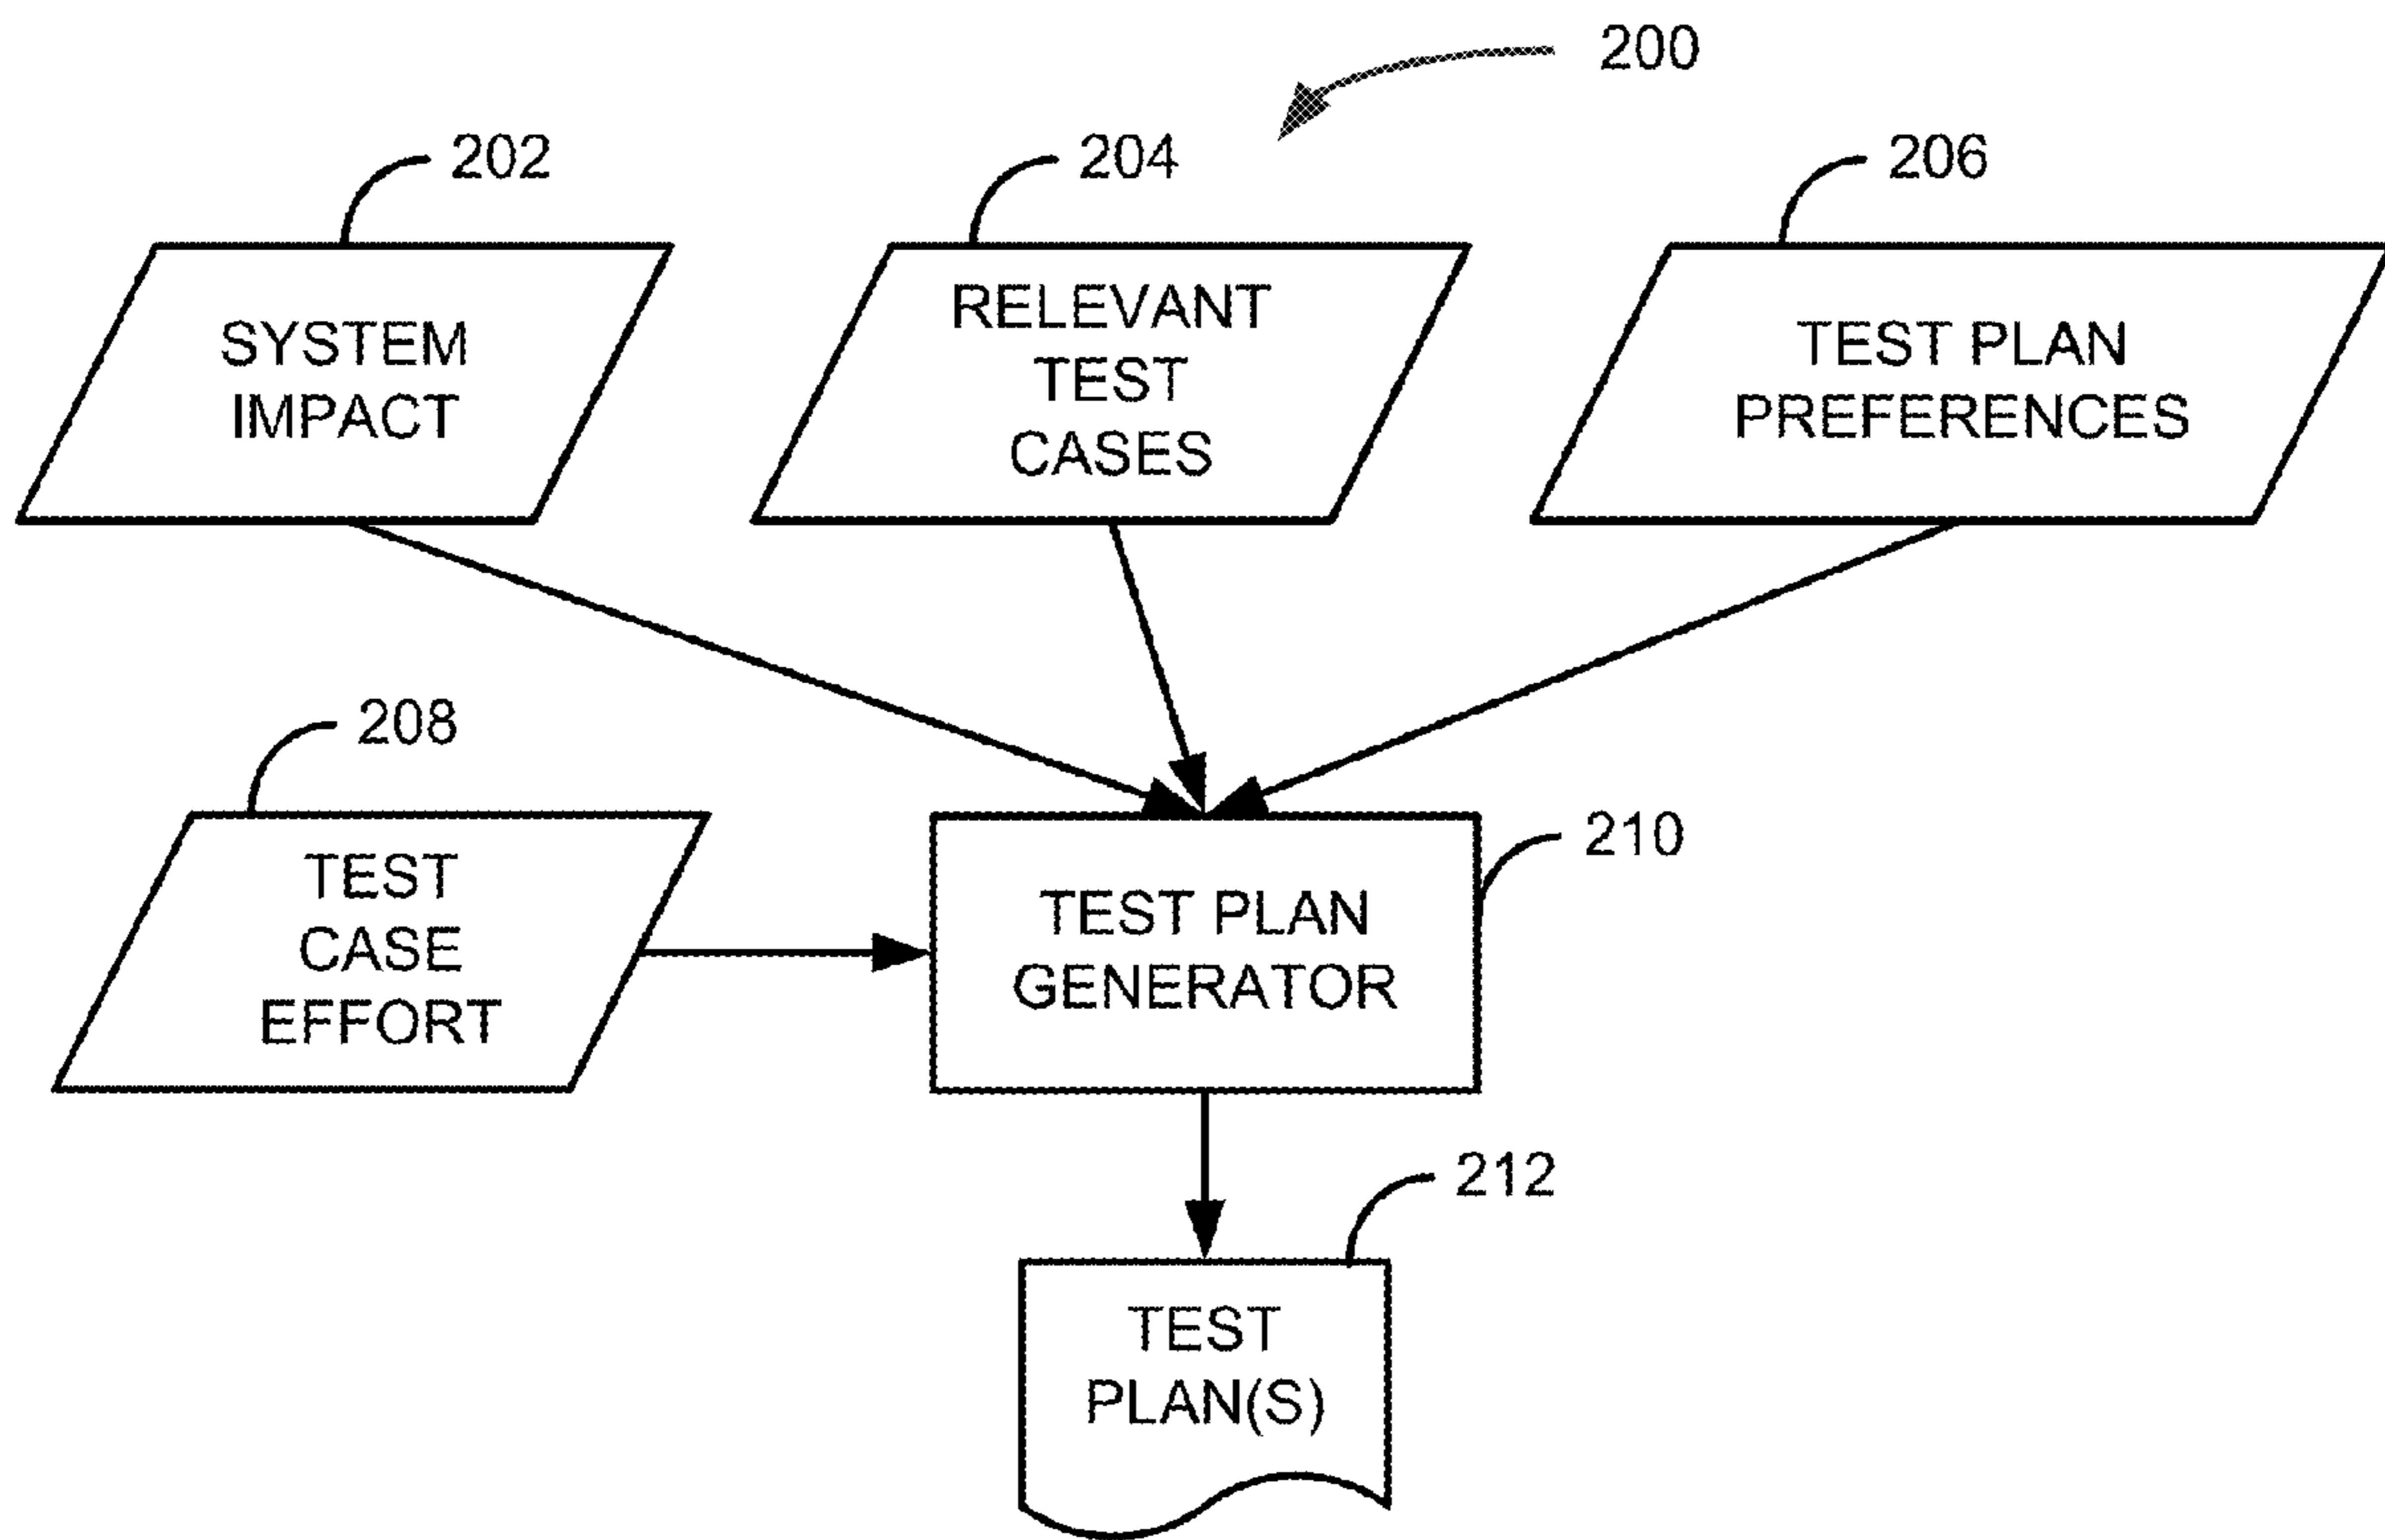 200
202
204
206
SYSTEM
IMPACT
RELEVANT
TEST
CASES
TEST PLAN
PREFERENCES
208
210
TEST
CASE
EFFORT
TEST PLAN
GENERATOR
212
TEST
PLAN(S)